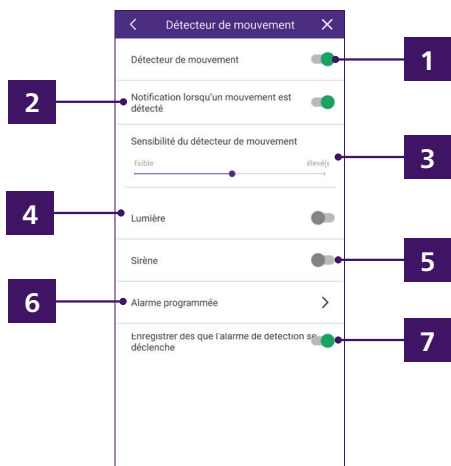 Détecteur de mouvement
Détecteur de mouvement
1
2
Notification lorsqu'un mouvement est
détecté
Sensibilité du détecteur de mouvement
3
faible
élevé(e
4
Lumière
Sirène
5
6
Alarme programmée
Enregistrer dès que l'alarme de détection se
déclenche
7